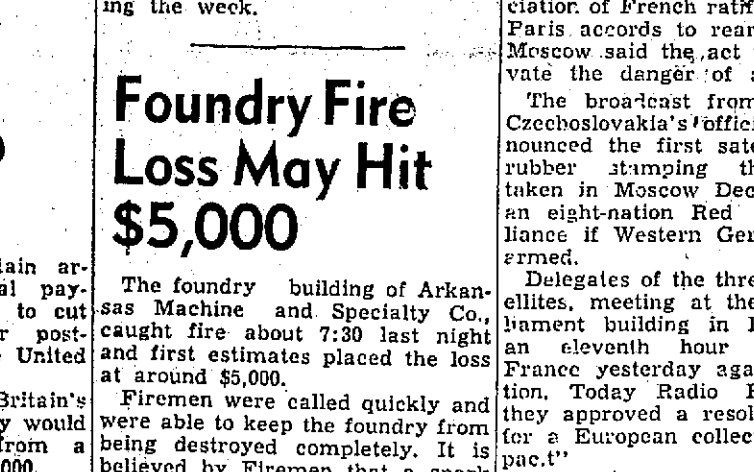 ing the week.
Foundry Fire
Loss May Hit
$5,000
The foundry building of Arkan-
sas Machine and Specialty Co.,
caught fire about 7:30 last night
and first estimates placed the loss
at around $5,000.
Firemen were called quickly and
were able to keep the foundry from
being destroyed completely. It is
believed by Firemen that a spark
ain ar-
al pay-
to cut
r post-
United
Britain's
y would
from a
000.
ciation of French ratif
Paris accords to rear
Moscow said the act
vate the danger of a
The broadcast from
Czechoslovakia's offici
nounced the first sate
rubber stamping th
taken in Moscow Dec
an eight-nation Red
liance if Western Ger
armed.
Delegates of the thre
ellites, meeting at the
liament building in
an eleventh hour
France yesterday aga
tion. Today Radio
they approved a resol
for a European collec
pac.t"